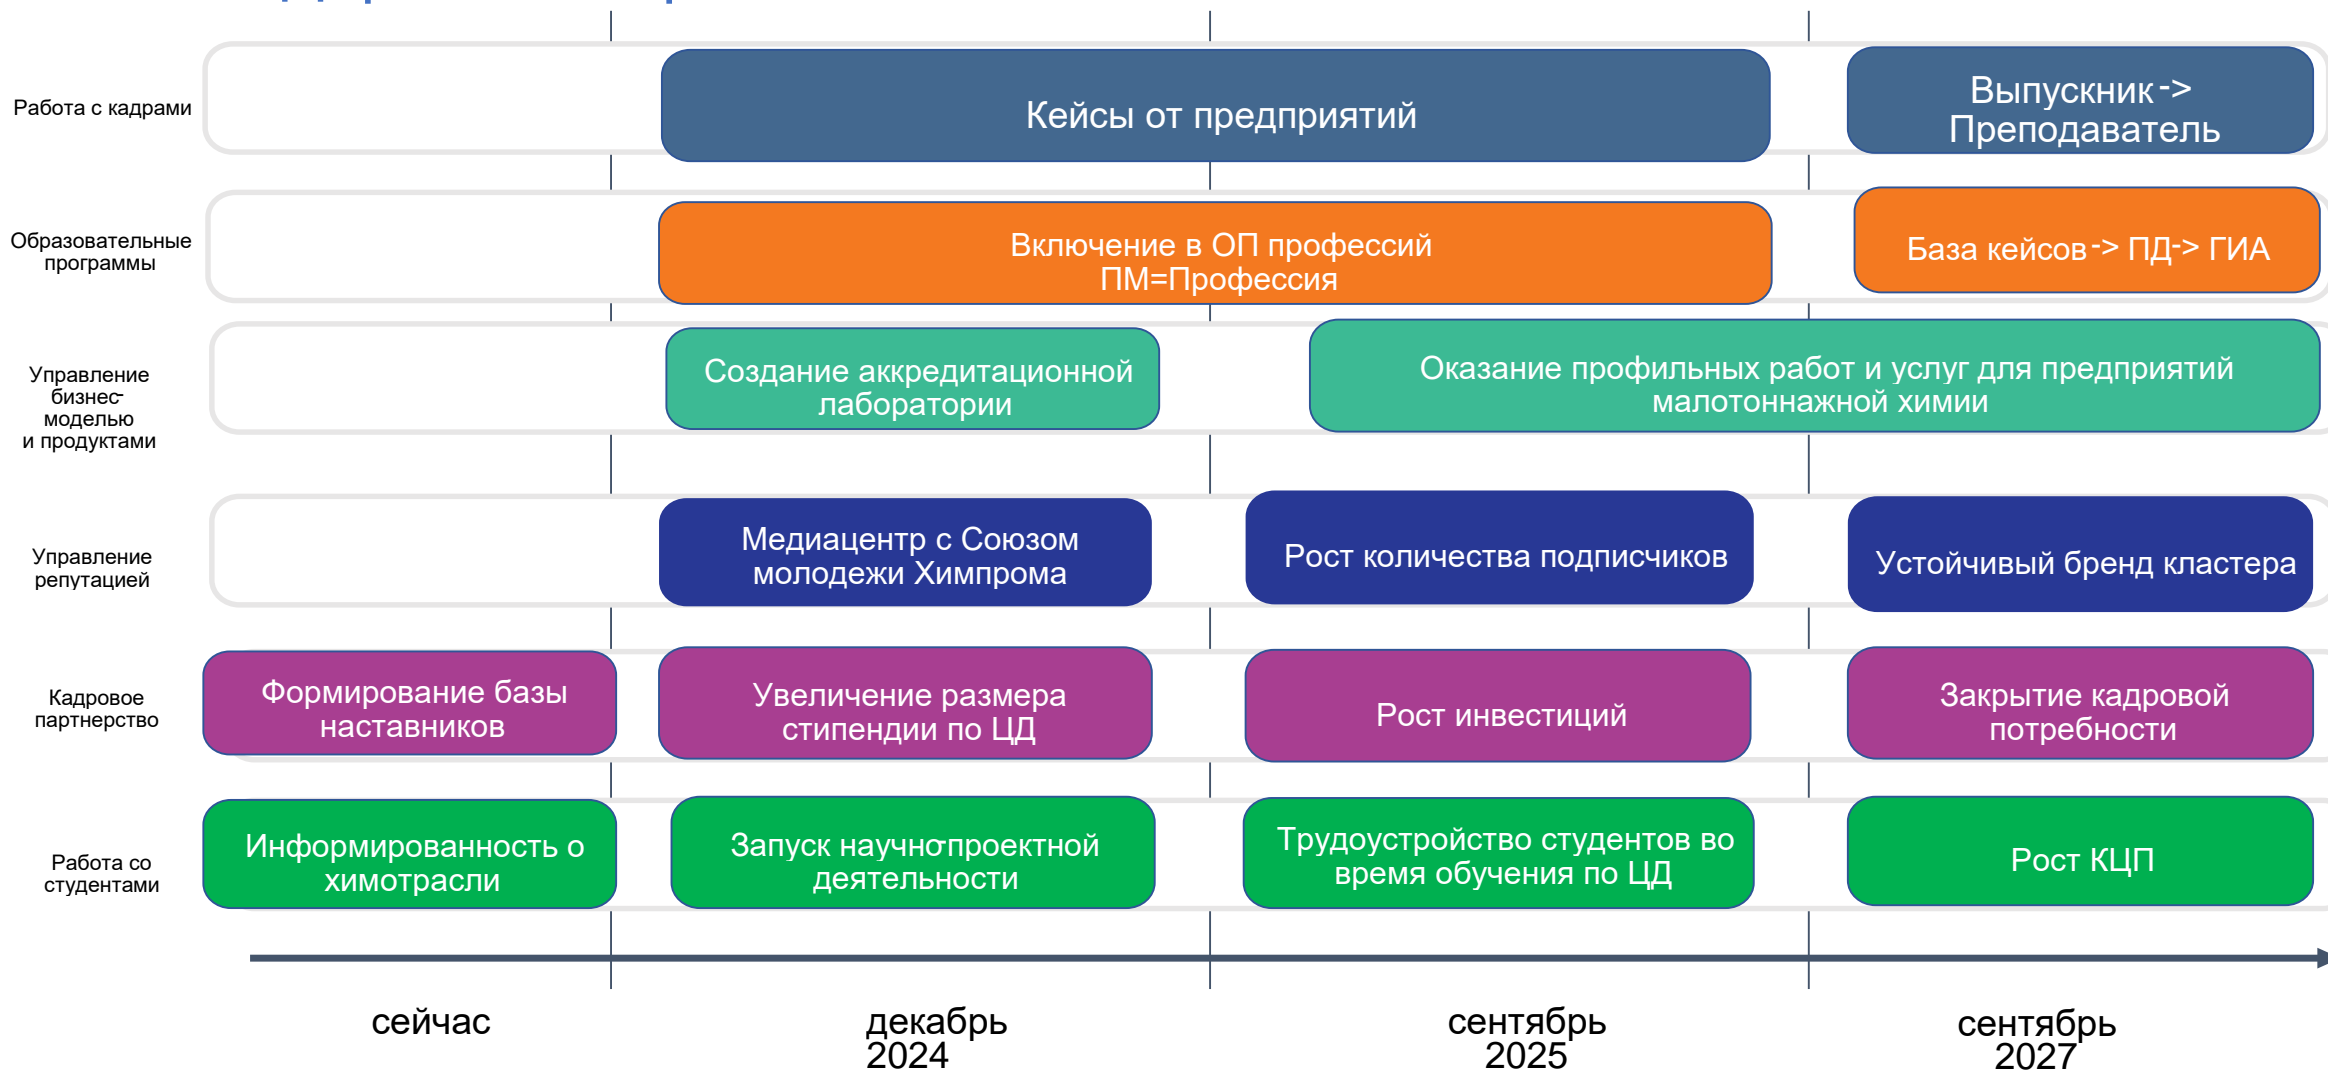 Работа с кадрами
Кейсы от предприятий
Выпускник->
Преподаватель
Образовательные
программы
Включение в ОП профессий
ПМ=Профессия
База кейсов-> ПД-> ГИА
Управление
бизнес-
моделью
и продуктами
Создание аккредитационной
лаборатории
Оказание профильных работ и услуг для предприятий
малотоннажной химии
Управление
репутацией
Медиацентр с Союзом
молодежи Химпрома
Рост количества подписчиков
Устойчивый бренд кластера
Кадровое
партнерство
Формирование базы
наставников
Увеличение размера
стипендии по ЦД
Рост инвестиций
Закрытие кадровой
потребности
Работа со
студентами
Информированность о
химотрасли
Запуск научно-проектной
деятельности
Трудоустройство студентов во
время обучения по ЦД
Рост КЦП
сейчас
декабрь
2024
сентябрь
2025
сентябрь
2027